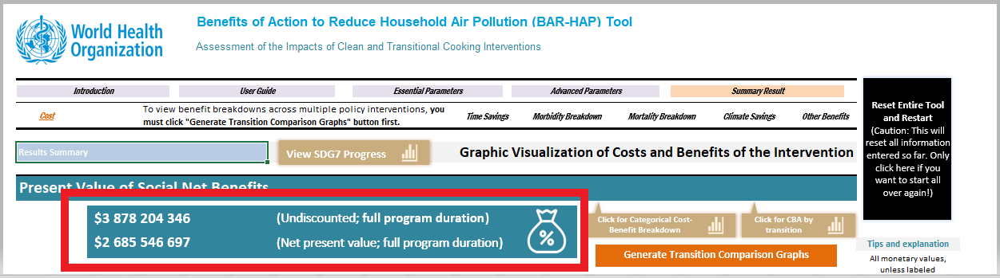 World Health
Organization
Benefits of Action to Reduce Household Air Pollution (BAR-HAP) Tool
Assessment of the Impacts of Clean and Transitional Cooking Interventions
Introduction
User Guide
Essential Parameters
Advanced Parameters
Summary Result
Cost
To view benefit breakdowns across multiple policy interventions, you
must click "Generate Transition Comparison Graphs" button first.
Time Savings
Morbidity Breakdown
Mortality Breakdown
Climate Savings
Other Benefits
Reset Entire Tool
and Restart
(Caution: This will
reset all information
entered so far. Only
click here if you
want to start all
over again!)
Results Summary
View SDG7 Progress
Graphic Visualization of Costs and Benefits of the Intervention
Present Value of Social Net Benefits
$3 878 204 346 (Undiscounted; full program duration)
$2 685 546 697 (Net present value; full program duration)
%
Click for Categorical Cost-
Benefit Breakdown
Click for CBA by
transition
Generate Transition Comparison Graphs
Tips and explanation
All monetary values,
unless labeled